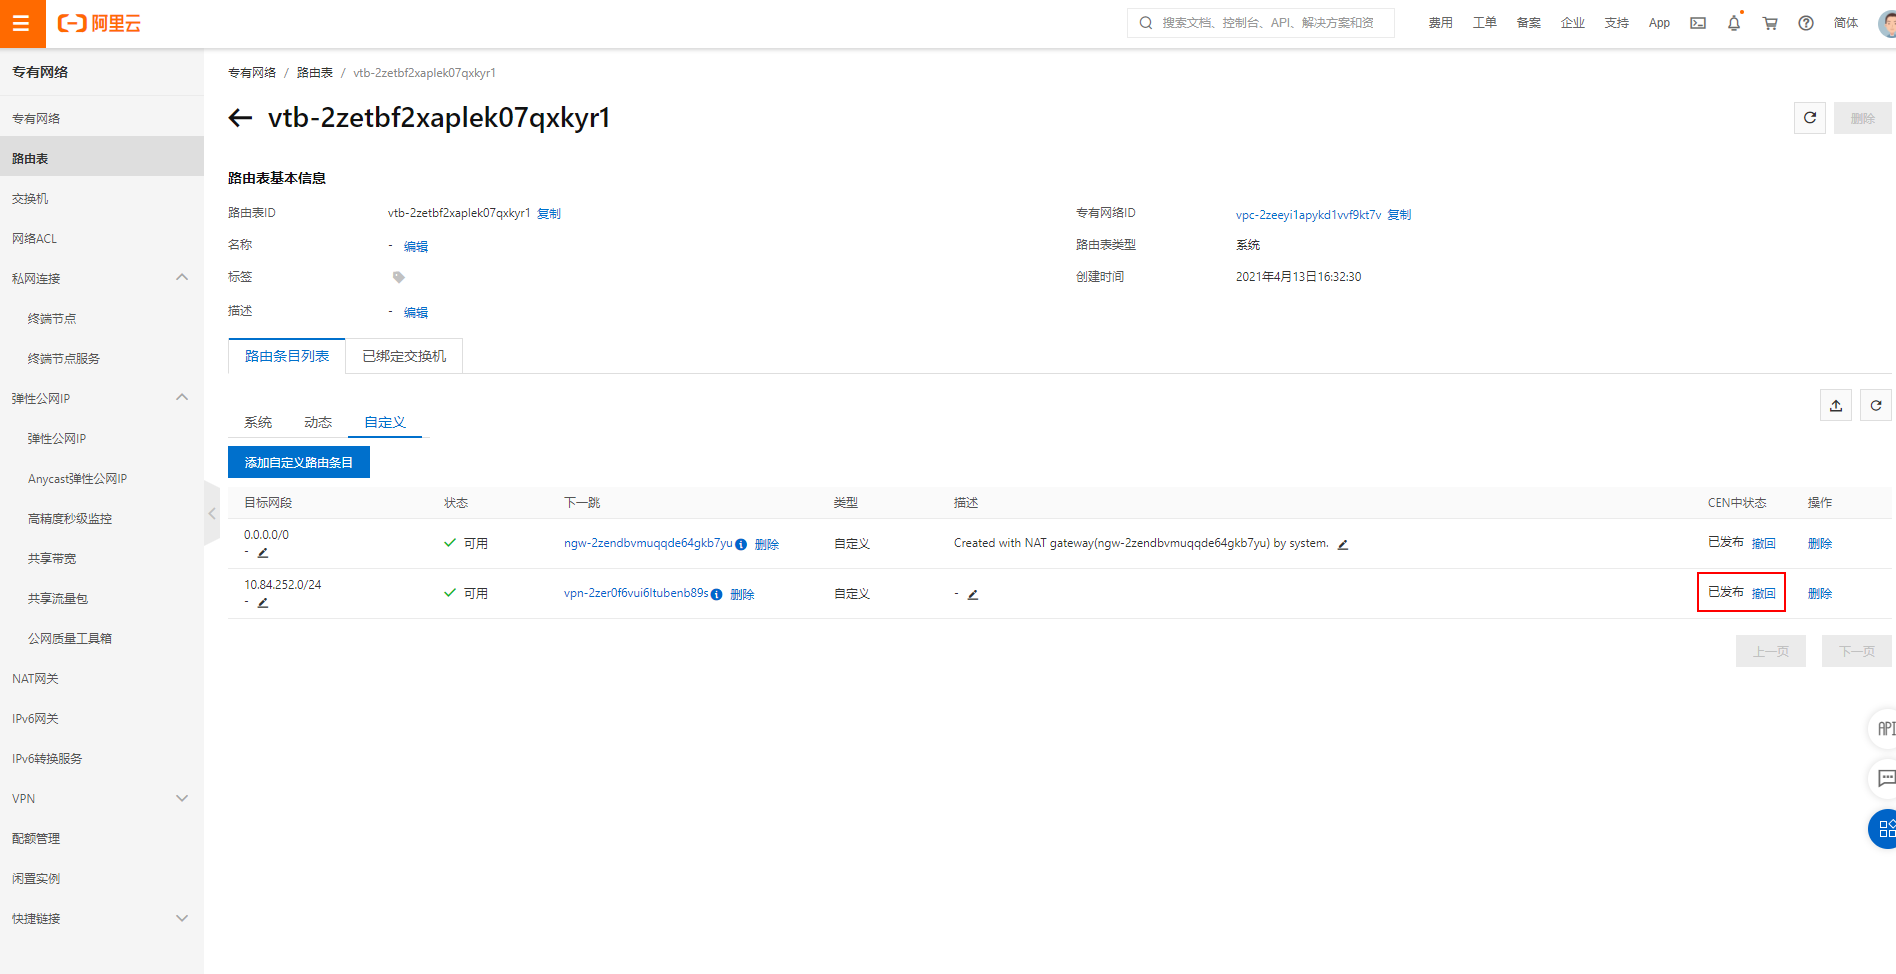 阿里云
搜索文档、控制台、API、解决方案和资
费用 工单 备案 企业 支持 App 简体
专有网络
专有网络
路由表
交换机
网络ACL
私网连接
终端节点
终端节点服务
弹性公网IP
弹性公网IP
Anycast弹性公网IP
高精度秒级监控
共享带宽
共享流量包
公网质量工具箱
NAT网关
IPv6网关
IPv6转换服务
VPN
配额管理
闲置实例
快捷链接
专有网络 / 路由表 / vtb-2zetbf2xaplek07qxkyr1
vtb-2zetbf2xaplek07qxkyr1
删除
路由表基本信息
路由表ID vtb-2zetbf2xaplek07qxkyr1 复制 专有网络ID vpc-2zeeyi1apykd1vvf9kt7v 复制
名称 - 编辑 路由表类型 系统
标签 创建时间 2021年4月13日16:32:30
描述 - 编辑
路由条目列表 已绑定交换机
系统 动态 自定义
添加自定义路由条目
目标网段 状态 下一跳 类型 描述 CEN中状态 操作
0.0.0.0/0
- 可用 ngw-2zendbvmuqqde64gkb7yu 删除 自定义 Created with NAT gateway(ngw-2zendbvmuqqde64gkb7yu) by system. 已发布 撤回 删除
10.84.252.0/24
- 可用 vpn-2zer0f6vui6ltubenb89s 删除 自定义 - 已发布 撤回 删除
上一页 下一页
API